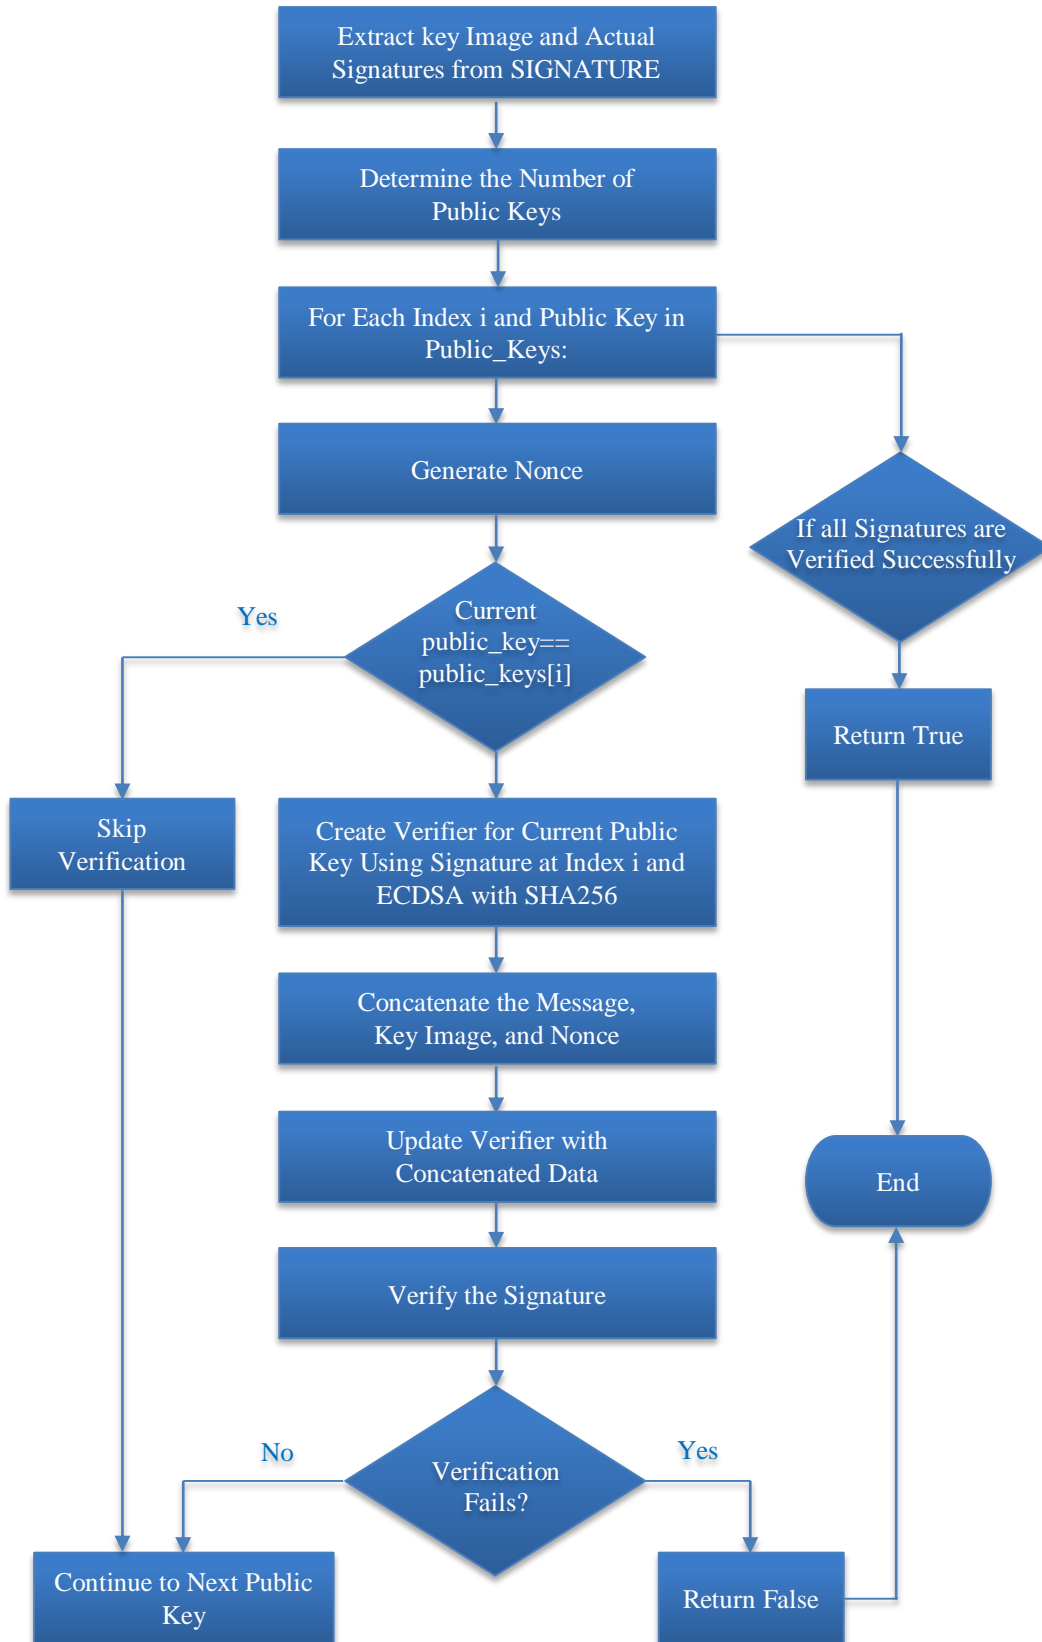 Extract key Image and Actual
Signatures from SIGNATURE
Determine the Number of
Public Keys
For Each Index i and Public Key in
Public_Keys:
Generate Nonce
If all Signatures are
Verified Successfully
Yes
Current
public_key==
public_keys[i]
Return True
Skip
Verification
Create Verifier for Current Public
Key Using Signature at Index i and
ECDSA with SHA256
Concatenate the Message,
Key Image, and Nonce
Update Verifier with
Concatenated Data
End
Verify the Signature
No
Yes
Verification
Fails?
Continue to Next Public
Key
Return False